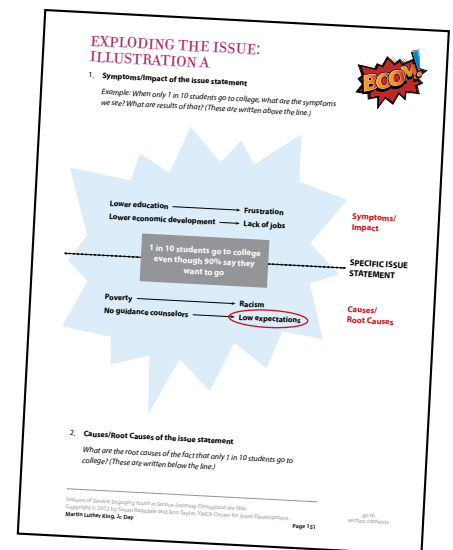 EXPLODING THE ISSUE:
ILLUSTRATION A
BOOM!
1. Symptoms/Impact of the issue statement
Example: When only 1 in 10 students go to college, what are the symptoms
we see? What are results of that? (These are written above the line.)
Lower education Frustration
Lower economic development Lack of jobs
Symptoms/
Impact
1 in 10 students go to college
even though 90% say they
want to go
SPECIFIC ISSUE
STATEMENT
Poverty Racism
No guidance counselors Low expectations
Causes/
Root Causes
2. Causes/Root Causes of the issue statement
What are the root causes of the fact that only 1 in 10 students go to
college? (These are written below the line.)
Seasons of Service: Engaging Youth in Service-Learning Throughout the Year
Copyright © 2013 by Susan Ragsdale and Ann Saylor, YMCA Center for Asset Development.
Martin Luther King, Jr. Day
Page 151
go to
section contents